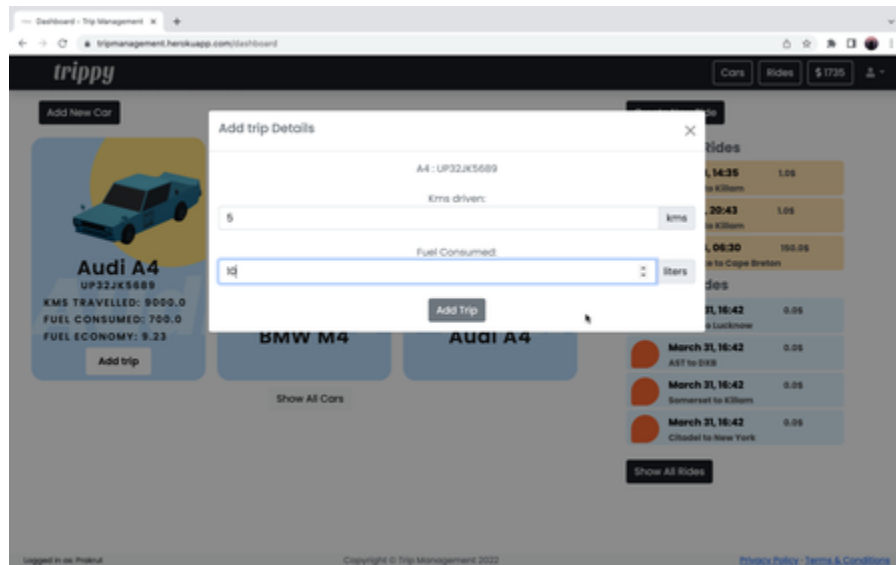 Dashboard - Trip Management
tripmanagement.herokuapp.com/dashboard
trippy
Cars
Rides
$ 1735
Add New Car
Add trip Details
A4 : UP32JK5689
Kms driven:
5
kms
Fuel Consumed:
10
liters
Add Trip
Audi A4
UP32JK5689
KMS TRAVELLED: 9000.0
FUEL CONSUMED: 700.0
FUEL ECONOMY: 9.23
Add trip
BMW M4
Audi A4
Show All Cars
Rides
14:35
1.0$
to Killam
20:43
1.0$
to Killam
06:30
150.0$
to Cape Breton
16:42
0.0$
Lucknow
March 31, 16:42
0.0$
AST to DXB
March 31, 16:42
0.0$
Somerset to Killam
March 31, 16:42
0.0$
Citadel to New York
Show All Rides
Logged in as: Prakrut
Copyright © Trip Management 2022
Privacy Policy · Terms & Conditions